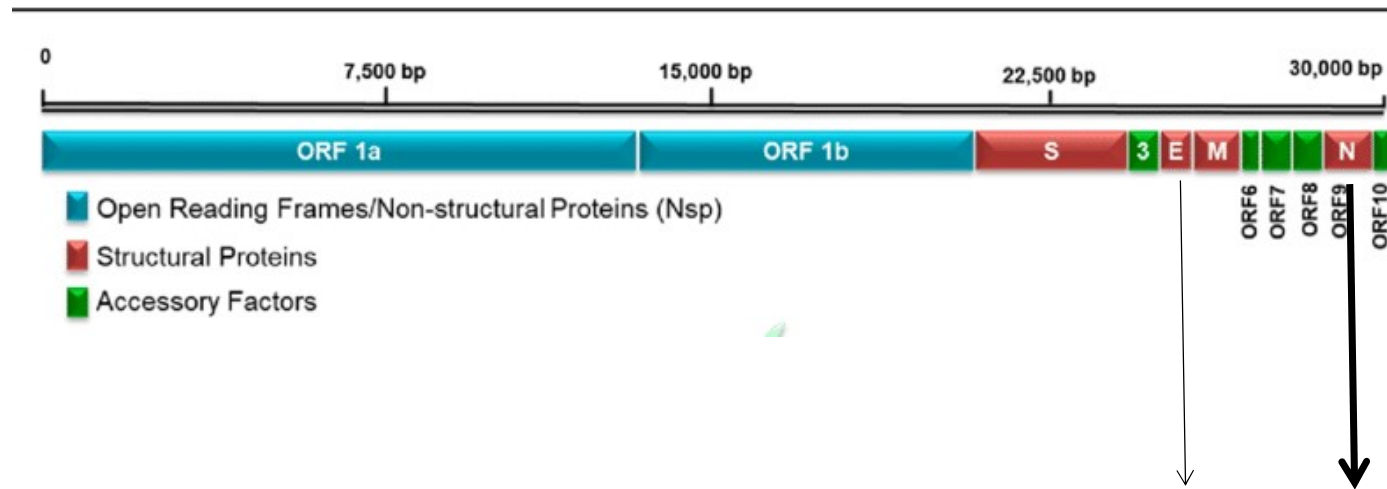 0 7,500 bp 15,000 bp 22,500 bp 30,000 bp
ORF 1a ORF 1b S 3 E M N
ORF6 ORF7 ORF8 ORF9 ORF10
Open Reading Frames/Non-structural Proteins (Nsp)
Structural Proteins
Accessory Factors